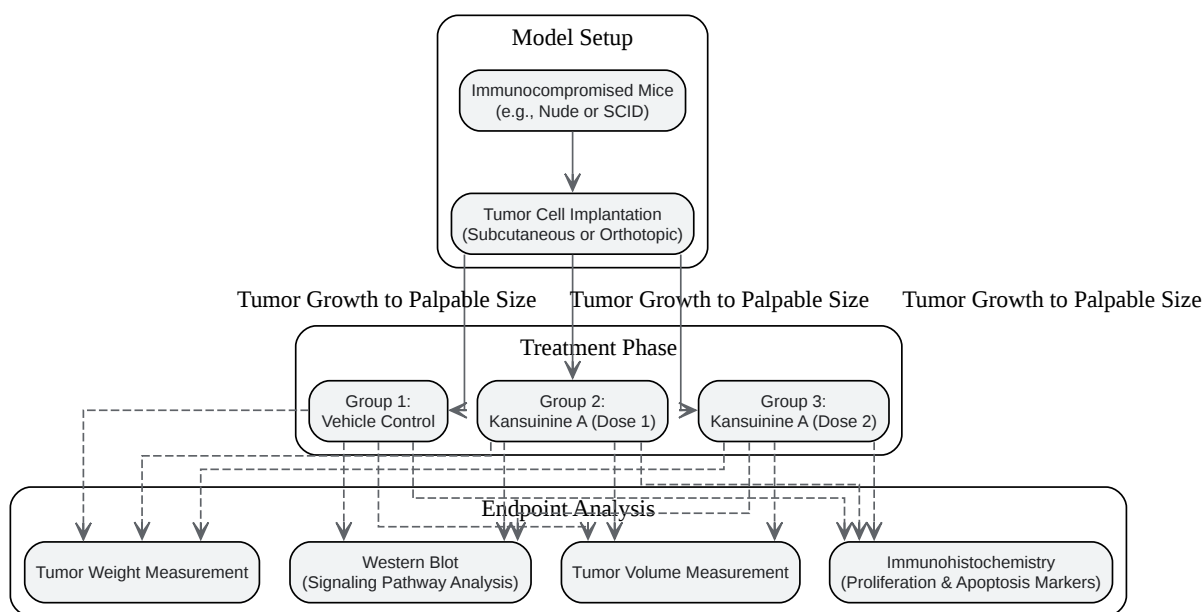 Model Setup
Immunocompromised Mice
(e.g., Nude or SCID)
Tumor Cell Implantation
(Subcutaneous or Orthotopic)
Tumor Growth to Palpable Size
Tumor Growth to Palpable Size
Tumor Growth to Palpable Size
Treatment Phase
Group 1:
Vehicle Control
Group 2:
Kansuinine A (Dose 1)
Group 3:
Kansuinine A (Dose 2)
Endpoint Analysis
Tumor Weight Measurement
Western Blot
(Signaling Pathway Analysis)
Tumor Volume Measurement
Immunohistochemistry
(Proliferation & Apoptosis Markers)